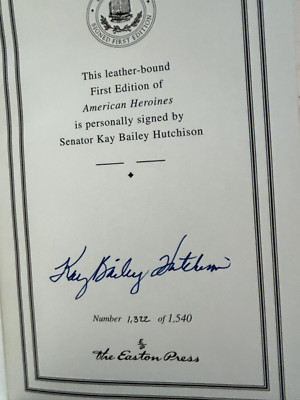 SIGNED FIRST EDITION
This leather-bound
First Edition of
American Heroines
is personally signed by
Senator Kay Bailey Hutchison
Kay Bailey Hutchison
Number 1,322 of 1,540
The Easton Press